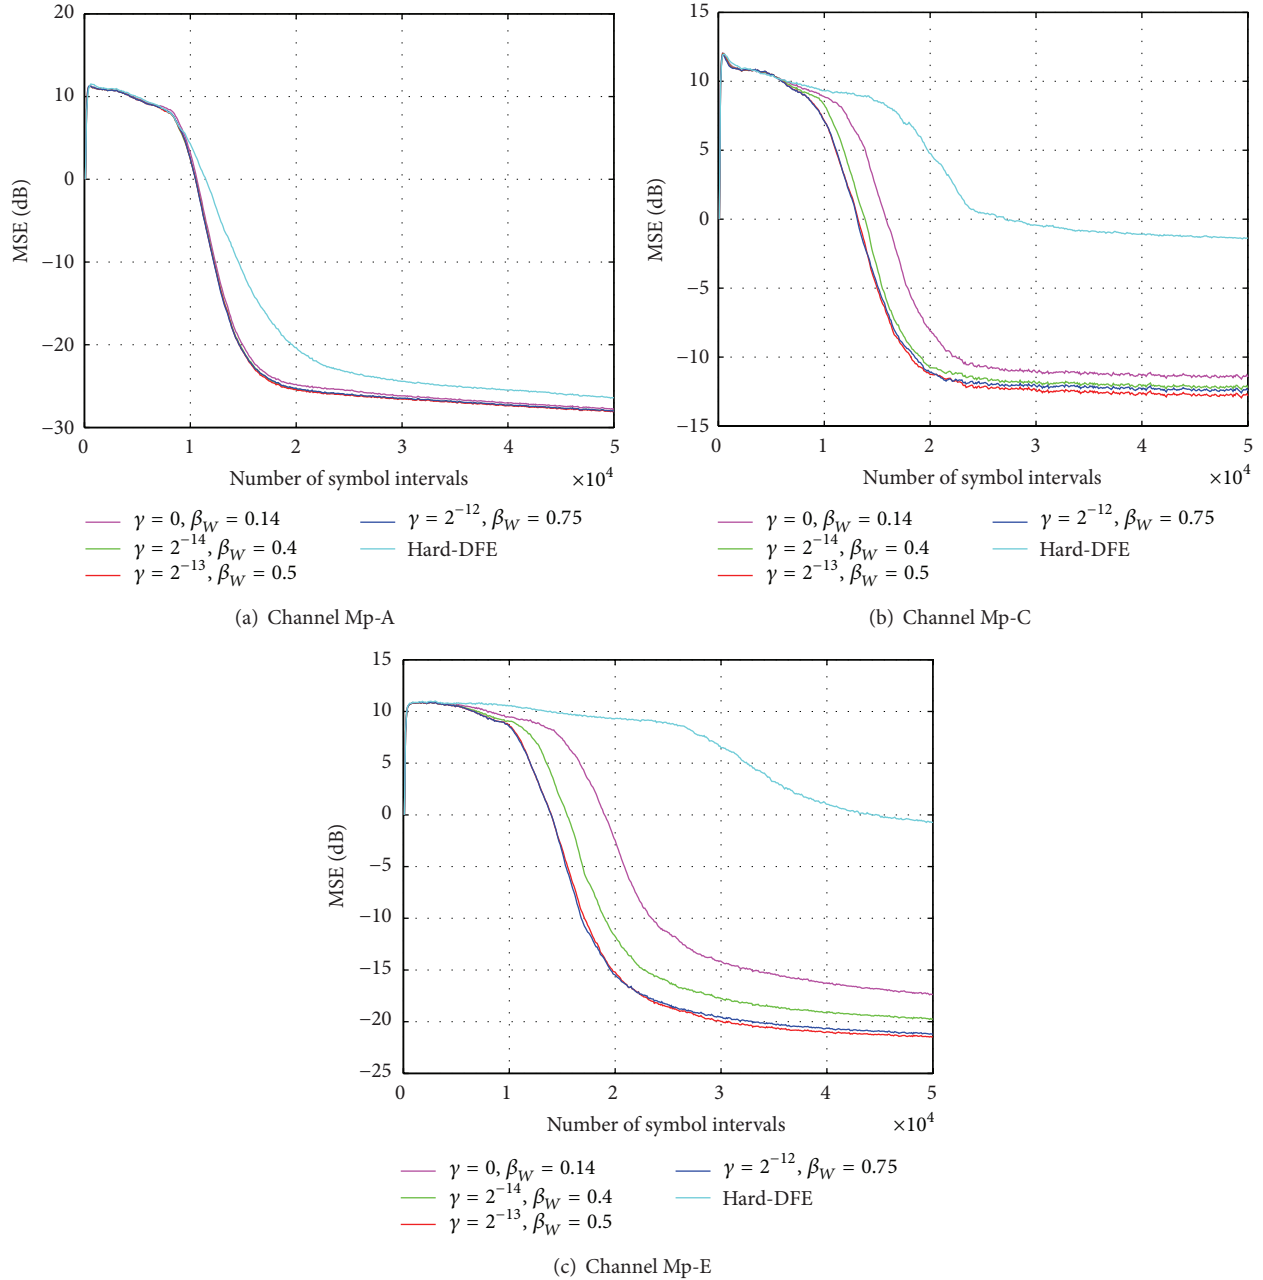 20
10
0
−10
−20
−30
MSE (dB)
0 1 2 3 4 5
Number of symbol intervals
×10⁴
γ = 0, β_W = 0.14
γ = 2⁻¹⁴, β_W = 0.4
γ = 2⁻¹³, β_W = 0.5
γ = 2⁻¹², β_W = 0.75
Hard-DFE
(a) Channel Mp-A
15
10
5
0
−5
−10
−15
MSE (dB)
0 1 2 3 4 5
Number of symbol intervals
×10⁴
γ = 0, β_W = 0.14
γ = 2⁻¹⁴, β_W = 0.4
γ = 2⁻¹³, β_W = 0.5
γ = 2⁻¹², β_W = 0.75
Hard-DFE
(b) Channel Mp-C
15
10
5
0
−5
−10
−15
−20
−25
MSE (dB)
0 1 2 3 4 5
Number of symbol intervals
×10⁴
γ = 0, β_W = 0.14
γ = 2⁻¹⁴, β_W = 0.4
γ = 2⁻¹³, β_W = 0.5
γ = 2⁻¹², β_W = 0.75
Hard-DFE
(c) Channel Mp-E